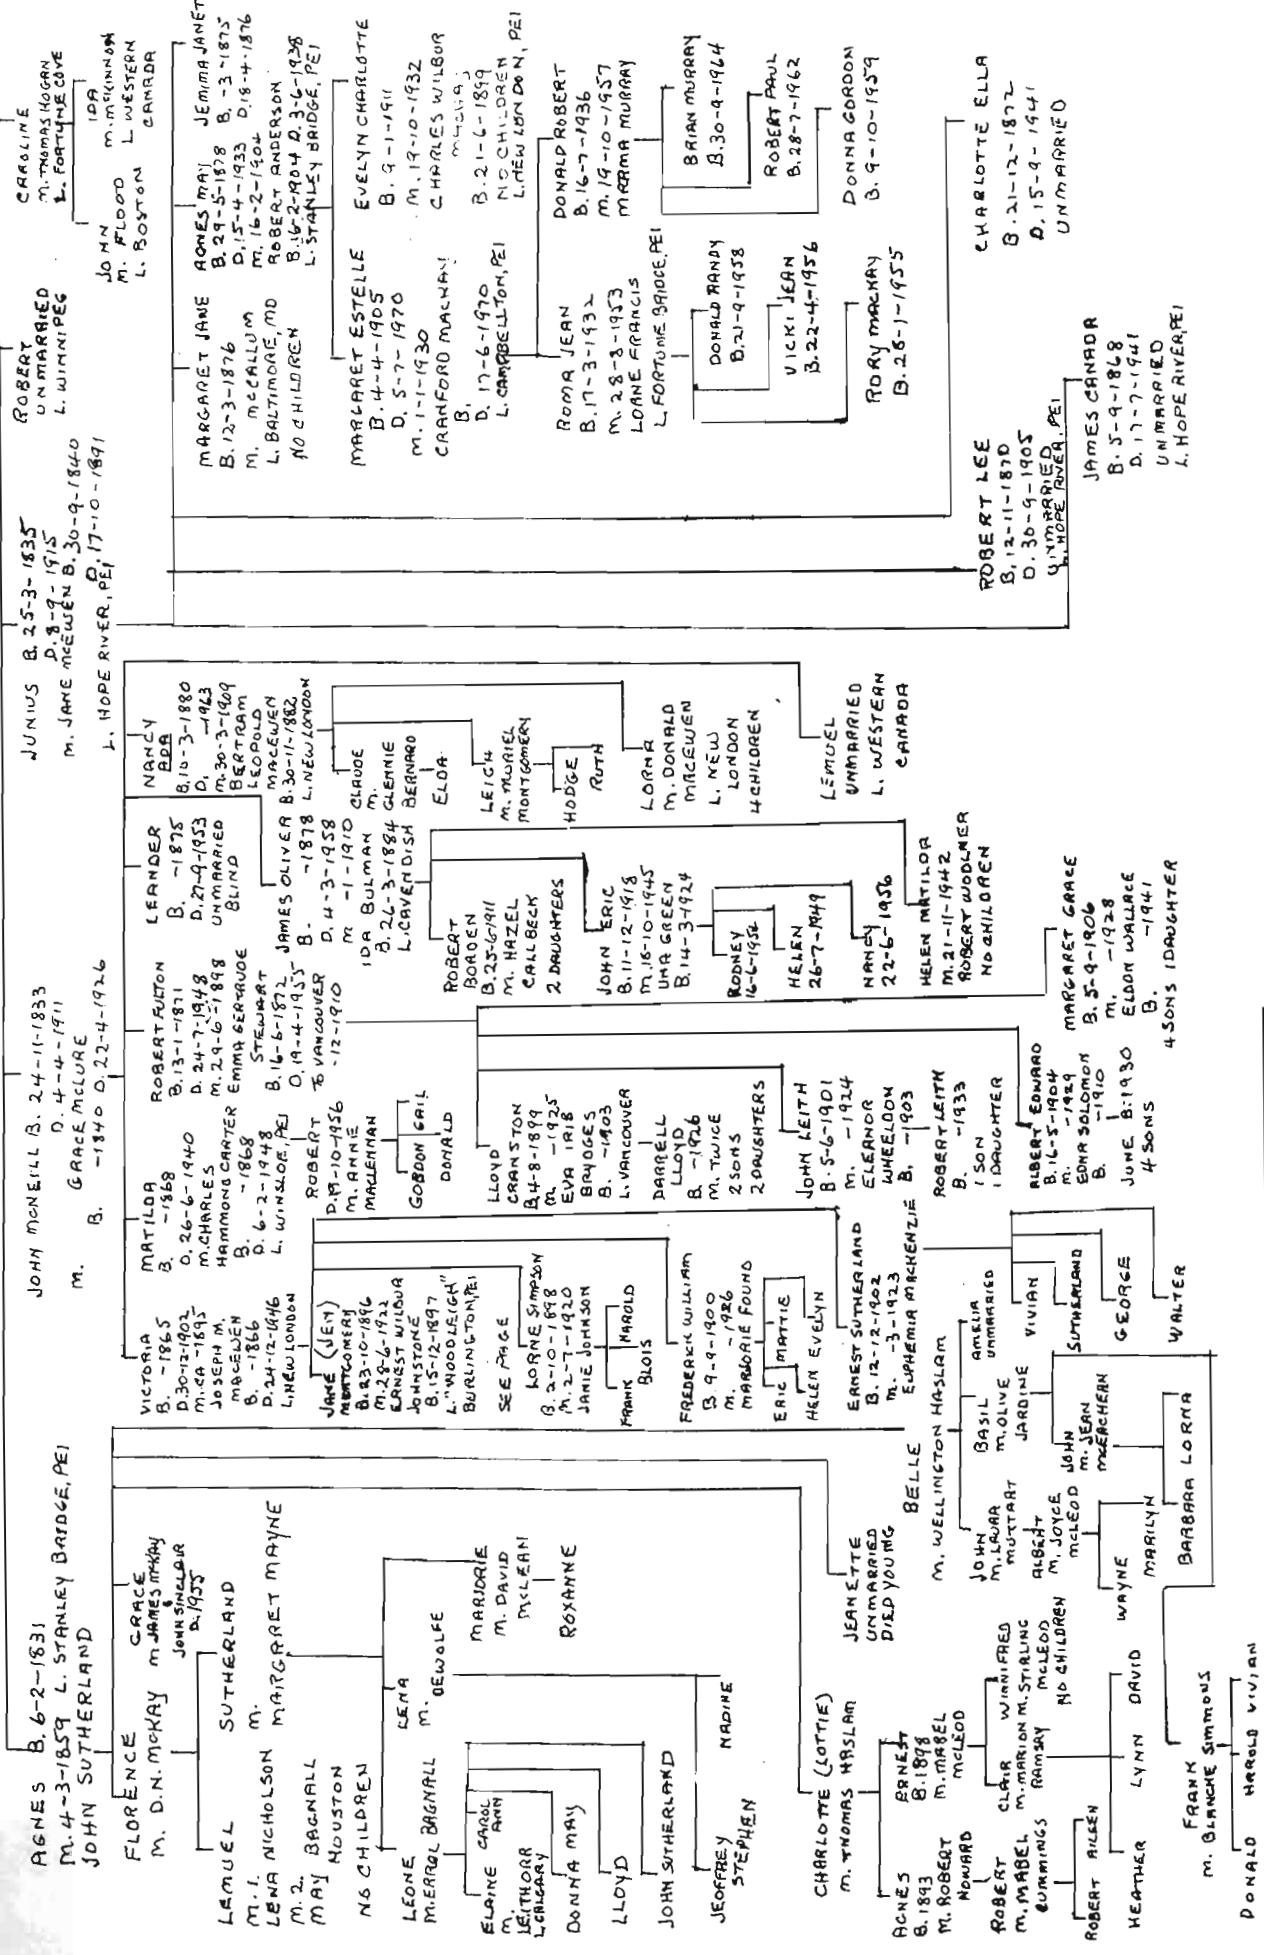 AGNES B. 6-2-1831
M. 4-3-1859 L. STANLEY BRIDGE, PEI
JOHN SUTHERLAND
FLORENCE
M. D.N. MCKAY
GRACE
M. JAMES MCKAY
JOHN SINCLAIR
D. 1955
LEMUEL
M. 1.
LENA NICHOLSON
M. 2.
MAY BAGNALL
HOUSTON
NO CHILDREN
SUTHERLAND
M.
MARGARET MAYNE
LEONE
M. ERROL BAGNALL
LENA
M.
DEWOLFE
MARJORIE
M. DAVID
MCLEAN
ROXANNE
ELAINE
M.
LEITH ORR
L. CALGARY
CAROL
ANN
DONNA MAY
LLOYD
JOHN SUTHERLAND
JEOFFREY
STEPHEN
NADINE
CHARLOTTE (LOTTIE)
M. THOMAS HASLAM
JEANETTE
UNMARRIED
DIED YOUNG
AGNES
B. 1893
M. ROBERT
HOWARD
ERNEST
B. 1898
M. MABEL
MCLEOD
ROBERT
M. MABEL
CUMMINGS
CLAIR
M. MARION
RAMSAY
WINNIFRED
M. STIRLING
MCLEOD
NO CHILDREN
ROBERT AILEEN
HEATHER LYNN DAVID
BELLE
M. WELLINGTON HASLAM
JOHN
M. LAURA
MUTTART
BASIL
M. OLIVE
JARDINE
AMELIA
UNMARRIED
ALBERT
M. JOYCE
MCLEOD
JOHN
M. JEAN
MCEACHERN
WAYNE
MARILYN
BARBARA LORNA
FRANK
M. BLANCHE SIMMONS
DONALD HAROLD VIVIAN
JOHN MCNEILL B. 24-11-1833
D. 4-4-1911
M. GRACE MCLURE
B. -1840 D. 22-4-1926
VICTORIA
B. -1865
D. 30-12-1902
M. CA-1895
JOSEPH M.
MACEWEN
B. -1866
D. 24-12-1946
L. NEW LONDON
MATILDA
B. -1868
D. 26-6-1940
M. CHARLES
HAMMOND CARTER
B. -1868
D. 6-2-1948
L. WINSLOE, PEI
ROBERT FULTON
B. 13-1-1871
D. 24-7-1948
M. 29-6-1898
EMMA GERTRUDE
STEWART
B. 16-6-1872
D. 19-4-1955
TO VANCOUVER
-12-1910
LEANDER
B. -1875
D. 27-9-1953
UNMARRIED
BLIND
JAMES OLIVER
B. -1878
D. 4-3-1958
M -1-1910
IDA BULMAN
B. 26-3-1884
L. CAVENDISH
NANCY
ADA
B. 10-3-1880
D. -1963
M. 30-3-1909
BERTRAM
LEOPOLD
MACEWEN
B. 30-11-1882
L. NEW LONDON
JANE (JEN)
MONTGOMERY
B. 23-10-1896
M. 28-6-1922
ERNEST WILBUR
JOHNSTONE
B. 15-12-1897
L. "WOODLEIGH"
BURLINGTON, PEI
SEE PAGE
LORNE SIMPSON
B. 2-10-1898
M. 2-7-1920
JANIE JOHNSON
FRANK HAROLD
BLOIS
FREDERICK WILLIAM
B. 9-9-1900
M. -1926
MARJORIE FOUND
ERIC MATTIE
HELEN EVELYN
ERNEST SUTHERLAND
B. 12-12-1902
M. -3-1923
EUPHEMIA MACKENZIE
VIVIAN
SUTHERLAND
GEORGE
WALTER
ROBERT
D. 19-10-1956
M. ANNE
MACLENNAN
GORDON GAIL
DONALD
LLOYD
CRANSTON
B. 4-8-1899
M -1925
EVA IRIB
BRYDGES
B. -1903
L. VANCOUVER
DARRELL
LLOYD
B. -1926
M. TWICE
2 SONS
2 DAUGHTERS
JOHN LEITH
B. 5-6-1901
M. -1924
ELEANOR
WHEELDON
B. -1903
ROBERT LEITH
B. -1933
1 SON
1 DAUGHTER
ALBERT EDWARD
B. 16-5-1904
M. -1929
EDNA SOLOMON
B. -1910
JUNE B: 1930
4 SONS
MARGARET GRACE
B. 5-9-1906
M. -1928
ELDON WALLACE
B. -1941
4 SONS 1 DAUGHTER
ROBERT
BORDEN
B. 25-6-1911
M. HAZEL
CALLBECK
2 DAUGHTERS
JOHN ERIC
B. 11-12-1918
M. 16-10-1945
UNA GREEN
B. 14-3-1924
RODNEY
16-6-1954
HELEN
26-7-1949
NANCY
22-6-1956
HELEN MATILOR
M. 21-11-1942
ROBERT WOOLNER
NO CHILDREN
CLAUDE
M.
GLENNIE
BERNARD
ELDA
LEIGH
M. MURIEL
MONTGOMERY
HODGE
RUTH
LORNA
M. DONALD
MACEWEN
L. NEW
LONDON
4 CHILDREN
LEMUEL
UNMARRIED
L. WESTERN
CANADA
JUNIUS B. 25-3-1835
D. 8-9-1915
M. JANE MCEWEN B. 30-9-1840
D. 17-10-1891
L. HOPE RIVER, PEI
MARGARET JANE
B. 12-3-1876
M. MCCALLUM
L. BALTIMORE, MD
NO CHILDREN
AGNES MAY
B. 29-5-1878
D. 15-4-1933
M. 16-2-1904
ROBERT ANDERSON
B. 16-2-1904 D. 3-6-1938
L. STANLEY BRIDGE, PEI
JEMIMA JANET
B. -3-1875
D. 18-4-1876
MARGARET ESTELLE
B. 4-4-1905
D. 5-7-1970
M. 1-1-1930
CRANFORD MACKAY
B.
D. 17-6-1970
L. CAMPBELLTON, PEI
EVELYN CHARLOTTE
B. 9-1-1911
M. 19-10-1932
CHARLES WILBUR
B. 21-6-1899
NO CHILDREN
L. NEW LONDON, PEI
ROMA JEAN
B. 17-3-1932
M. 28-8-1953
LORNE FRANCIS
L. FORTUNE BRIDGE, PEI
DONALD ROBERT
B. 16-7-1936
M. 19-10-1957
MARMA MURRAY
DONALD RANDY
B. 21-9-1958
VICKI JEAN
B. 22-4-1956
RORY MACKAY
B. 28-1-1955
BRIAN MURRAY
B. 30-9-1964
ROBERT PAUL
B. 28-7-1962
DONNA GORDON
B. 9-10-1959
ROBERT LEE
B. 12-11-1870
D. 30-9-1905
UNMARRIED
L. HOPE RIVER, PEI
CHARLOTTE ELLA
B. 21-12-1872
D. 15-9-1941
UNMARRIED
JAMES CANADA
B. 5-9-1868
D. 17-7-1941
UNMARRIED
L. HOPE RIVER, PEI
ROBERT
UNMARRIED
L. WINNIPEG
CAROLINE
M. THOMAS HOGAN
L. FORTUNE COVE
JOHN
M. FLOOD
L. BOSTON
IDA
M. MCKINNON
L. WESTERN
CANADA